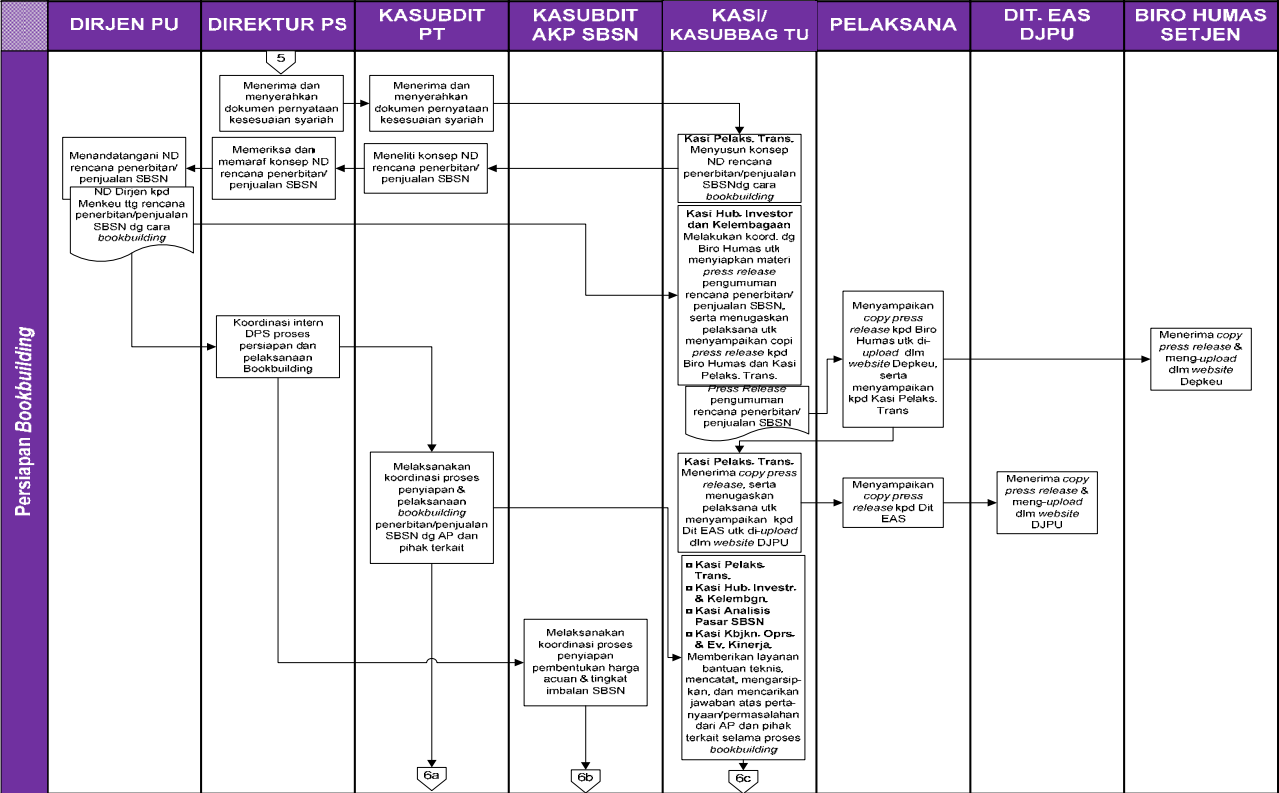 DIRJEN PU
DIREKTUR PS
KASUBDIT
PT
KASUBDIT
AKP SBSN
KASI/
KASUBBAG TU
PELAKSANA
DIT. EAS
DJPU
BIRO HUMAS
SETJEN
Persiapan Bookbuilding
5
Menerima dan
menyerahkan
dokumen pernyataan
kesesuaian syariah
Menerima dan
menyerahkan
dokumen pernyataan
kesesuaian syariah
Kasi Pelaks. Trans.
Menyusun konsep
ND rencana
penerbitan/penjualan
SBSNdg cara
bookbuilding
Meneliti konsep ND
rencana penerbitan/
penjualan SBSN
Memeriksa dan
memaraf konsep ND
rencana penerbitan/
penjualan SBSN
Menandatangani ND
rencana penerbitan/
penjualan SBSN
ND Dirjen kpd
Menkeu ttg rencana
penerbitan/penjualan
SBSN dg cara
bookbuilding
Kasi Hub. Investor
dan Kelembagaan
Melakukan koord. dg
Biro Humas utk
menyiapkan materi
press release
pengumuman
rencana penerbitan/
penjualan SBSN,
serta menugaskan
pelaksana utk
menyampaikan copi
press release kpd
Biro Humas dan Kasi
Pelaks. Trans.
Press Release
pengumuman
rencana penerbitan/
penjualan SBSN
Menyampaikan
copy press
release kpd Biro
Humas utk di-
upload dlm
website Depkeu,
serta
menyampaikan
kpd Kasi Pelaks.
Trans
Menerima copy
press release &
meng-upload
dlm website
Depkeu
Koordinasi intern
DPS proses
persiapan dan
pelaksanaan
Bookbuilding
Melaksanakan
koordinasi proses
penyiapan &
pelaksanaan
bookbuilding
penerbitan/penjualan
SBSN dg AP dan
pihak terkait
Kasi Pelaks. Trans.
Menerima copy press
release, serta
menugaskan
pelaksana utk
menyampaikan kpd
Dit EAS utk di-upload
dlm website DJPU
Menyampaikan
copy press
release kpd Dit
EAS
Menerima copy
press release &
meng-upload
dlm website
DJPU
Kasi Pelaks.
Trans.
Kasi Hub. Investr.
& Kelembgn.
Kasi Analisis
Pasar SBSN
Kasi Kbjkn. Oprs.
& Ev. Kinerja.
Memberikan layanan
bantuan teknis,
mencatat, mengarsip-
kan, dan mencarikan
jawaban atas perta-
nyaan/permasalahan
dari AP dan pihak
terkait selama proses
bookbuilding
Melaksanakan
koordinasi proses
penyiapan
pembentukan harga
acuan & tingkat
imbalan SBSN
6a
6b
6c